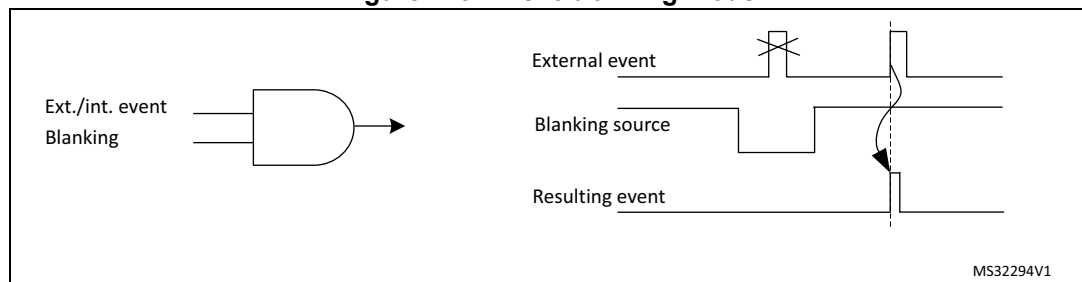 Ext./int. event
Blanking
External event
Blanking source
Resulting event
MS32294V1